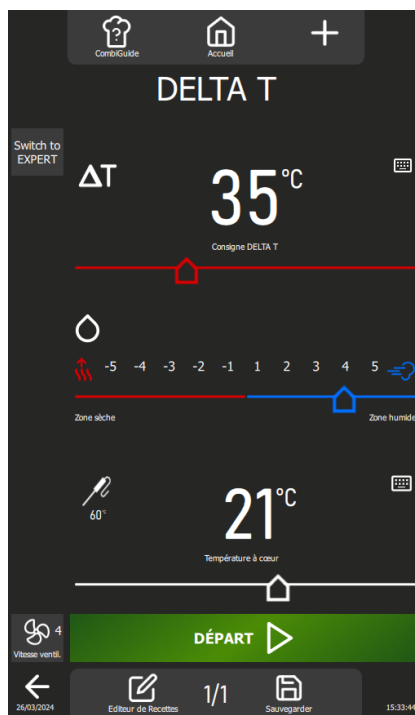 CombiGuide
Accueil
DELTA T
Switch to
EXPERT
ΔT
35°C
Consigne DELTA T
-5 -4 -3 -2 -1 1 2 3 4 5
Zone sèche
Zone humide
60°
21°C
Température à cœur
4
Vitesse ventil.
DÉPART
26/03/2024
Editeur de Recettes
1/1
Sauvegarder
15:33:44